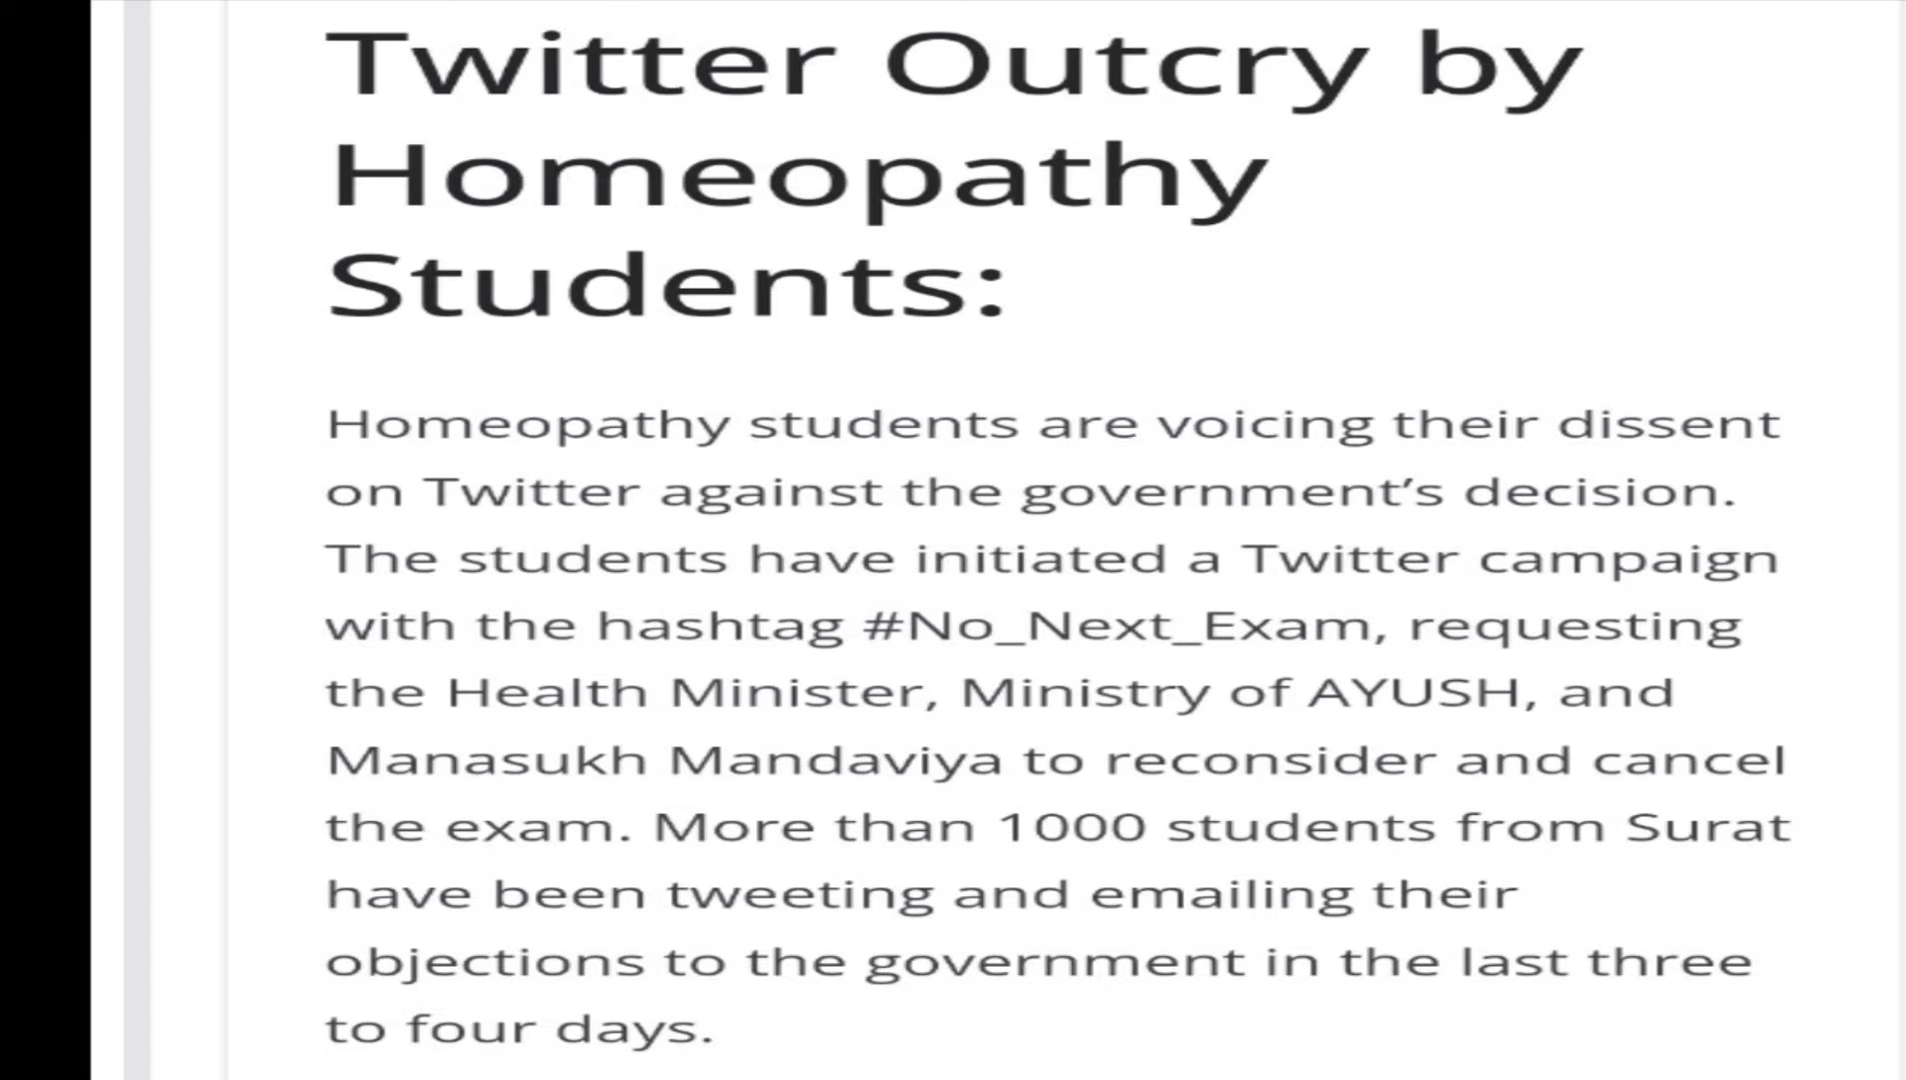 Twitter Outcry by
Homeopathy
Students:
Homeopathy students are voicing their dissent
on Twitter against the government’s decision.
The students have initiated a Twitter campaign
with the hashtag #No_Next_Exam, requesting
the Health Minister, Ministry of AYUSH, and
Manasukh Mandaviya to reconsider and cancel
the exam. More than 1000 students from Surat
have been tweeting and emailing their
objections to the government in the last three
to four days.